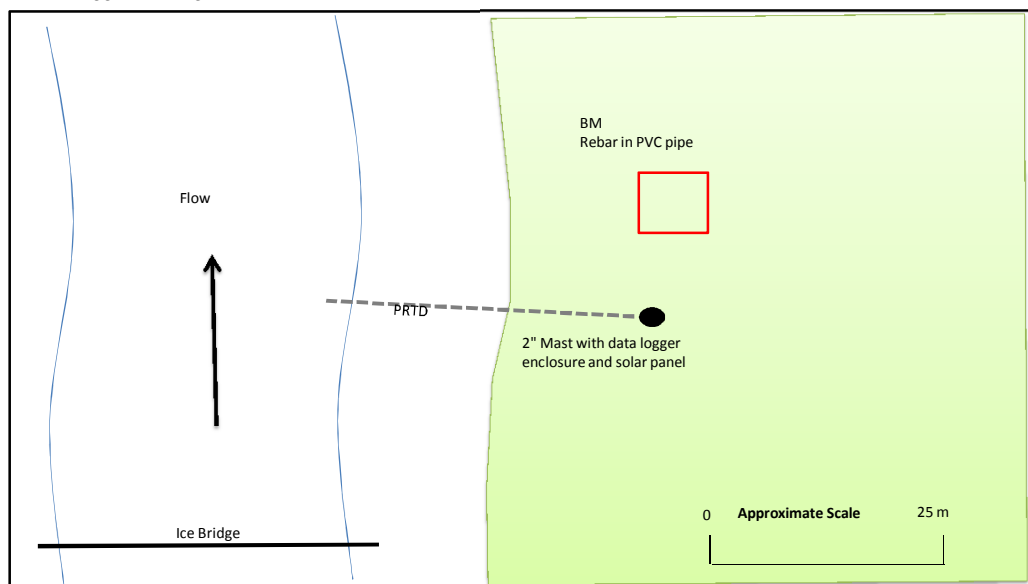 BM
Rebar in PVC pipe
Flow
PRTD
2" Mast with data logger
enclosure and solar panel
0 Approximate Scale 25 m
Ice Bridge